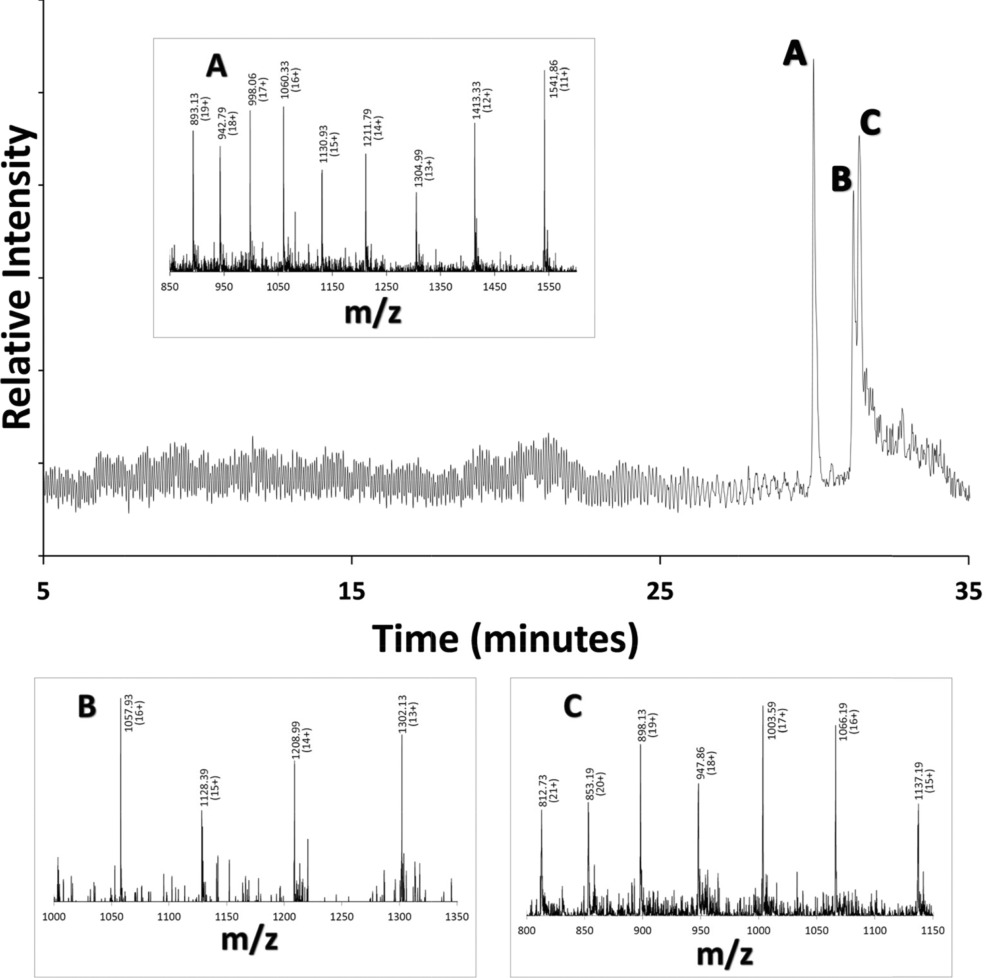 A
893.13
(19+)
942.79
(18+)
998.06
(17+)
1060.33
(16+)
1130.93
(15+)
1211.79
(14+)
1304.99
(13+)
1413.33
(12+)
1541,86
(11+)
850 950 1050 1150 1250 1350 1450 1550
m/z
A
B
C
Relative Intensity
5 15 25 35
Time (minutes)
B
1057.93
(16+)
1128.39
(15+)
1208.99
(14+)
1302.13
(13+)
1000 1050 1100 1150 1200 1250 1300 1350
m/z
C
812.73
(21+)
853.19
(20+)
898.13
(19+)
947.86
(18+)
1003.59
(17+)
1066.19
(16+)
1137.19
(15+)
800 850 900 950 1000 1050 1100 1150
m/z